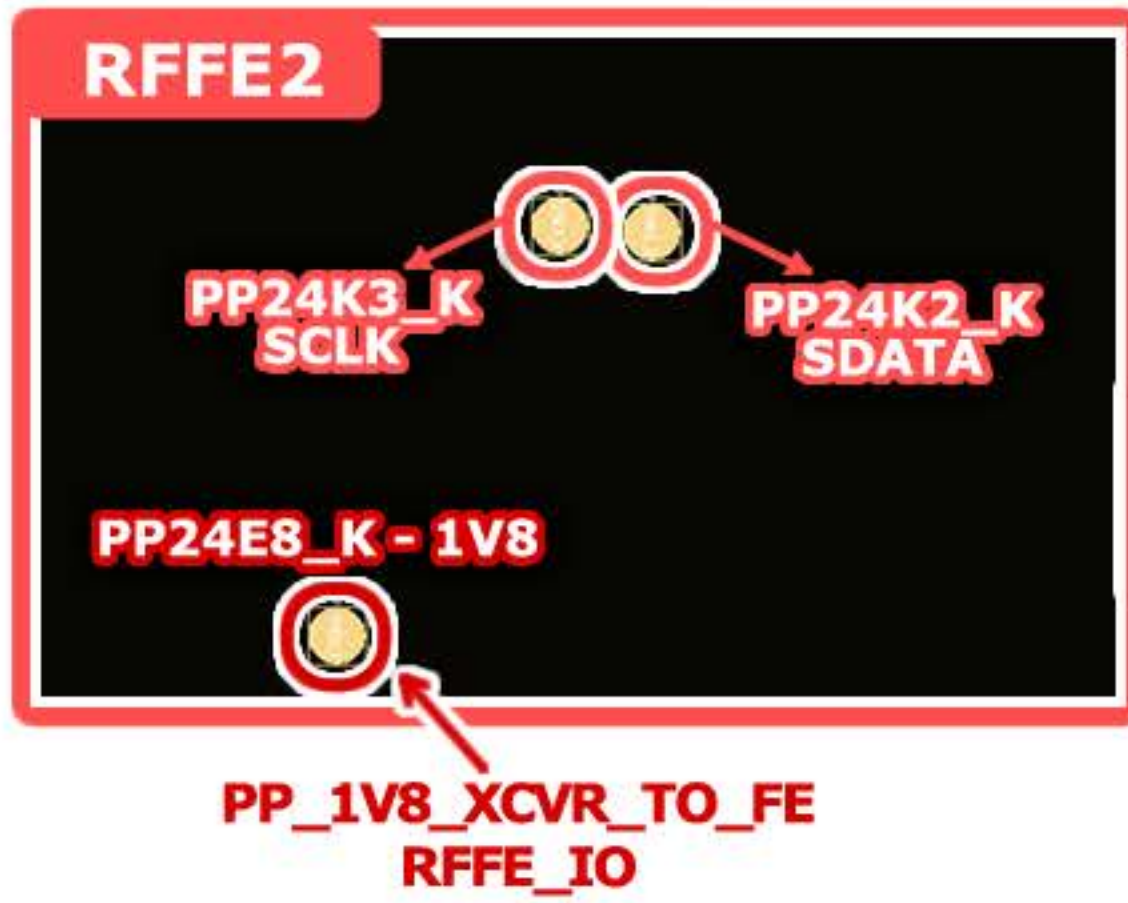 RFFE2
PP24K3_K
SCLK
PP24K2_K
SDATA
PP24E8_K - 1V8
PP_1V8_XCVR_TO_FE
RFFE_IO